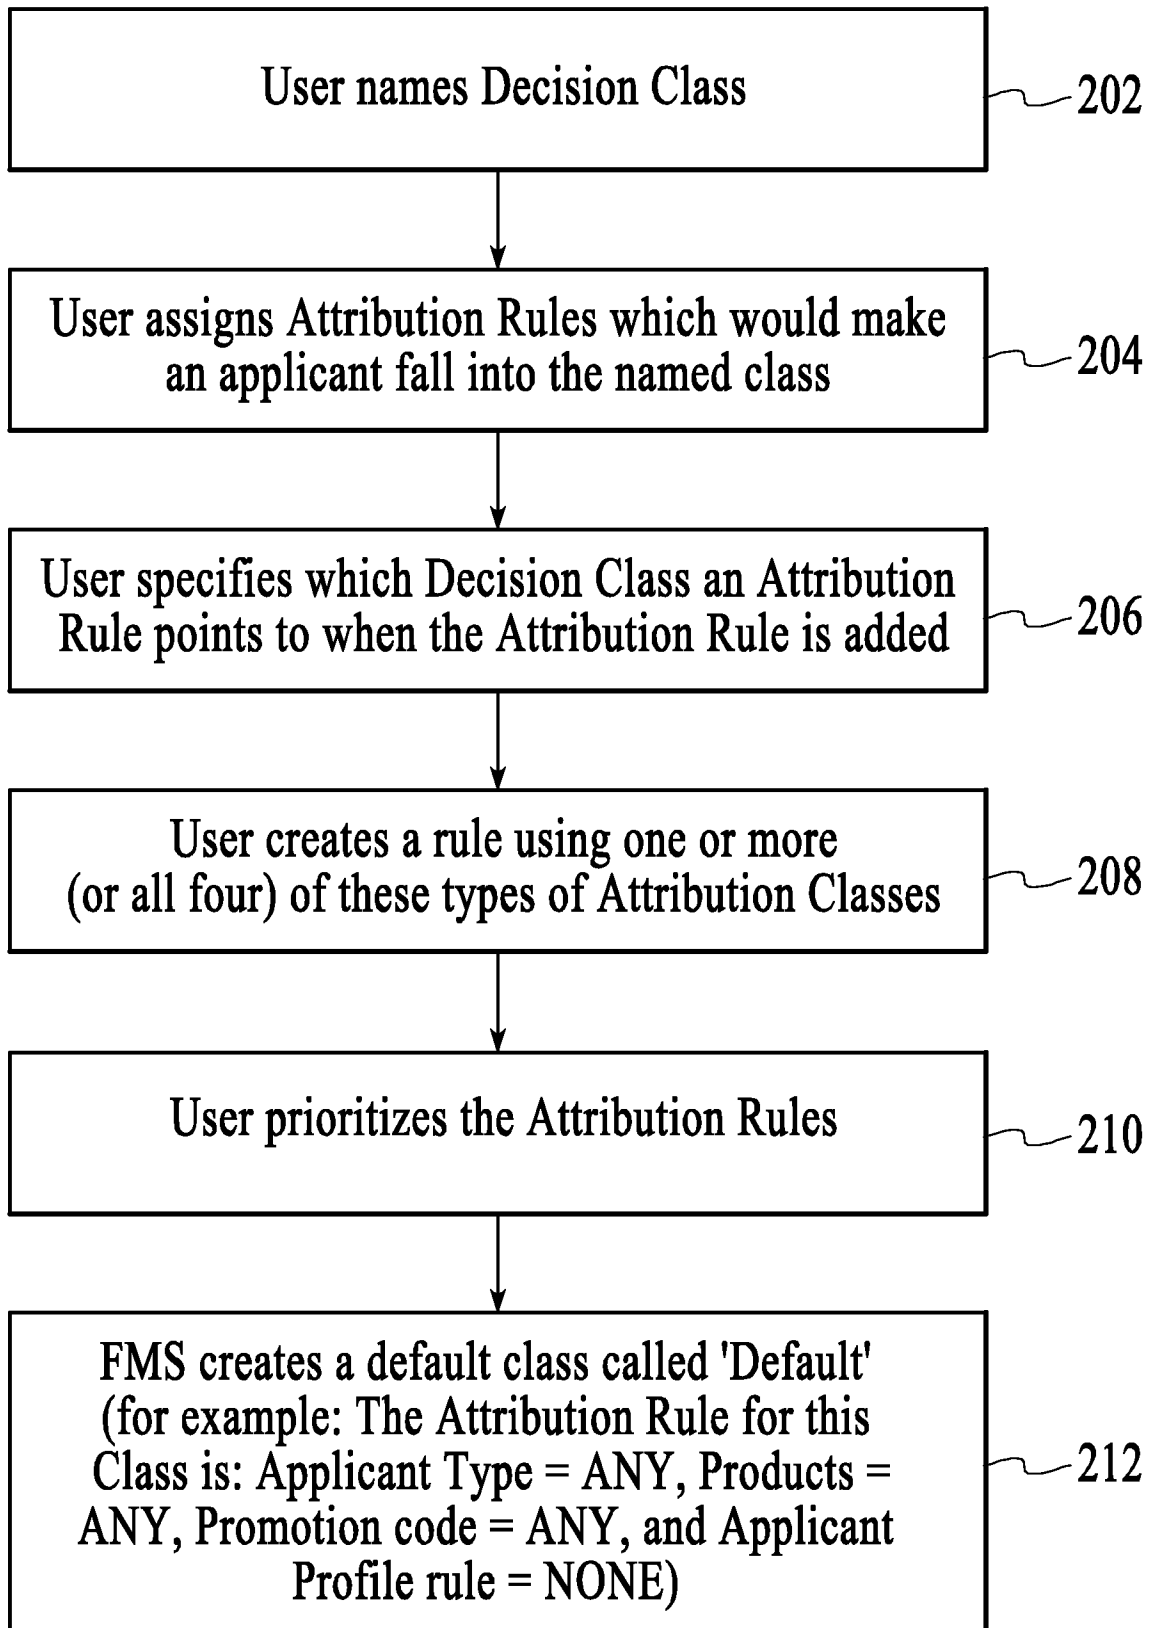 User names Decision Class
202
User assigns Attribution Rules which would make
an applicant fall into the named class
204
User specifies which Decision Class an Attribution
Rule points to when the Attribution Rule is added
206
User creates a rule using one or more
(or all four) of these types of Attribution Classes
208
User prioritizes the Attribution Rules
210
FMS creates a default class called 'Default'
(for example: The Attribution Rule for this
Class is: Applicant Type = ANY, Products =
ANY, Promotion code = ANY, and Applicant
Profile rule = NONE)
212